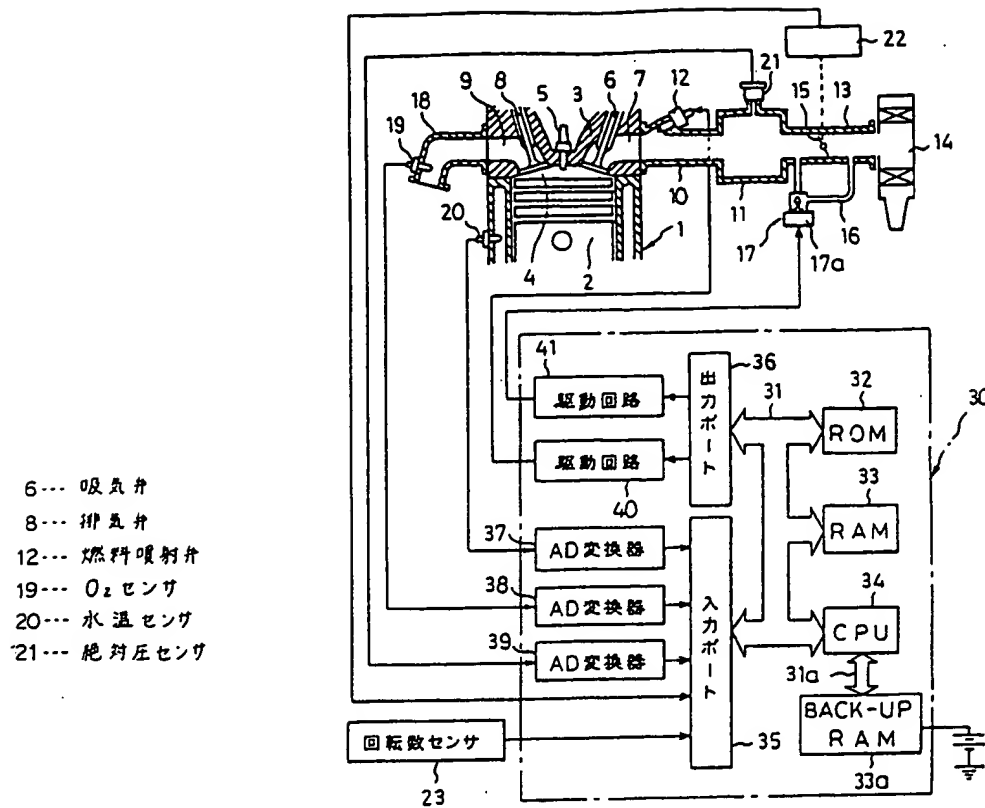 22
21
12
6
7
15
13
8
9
5
3
18
19
14
10
11
16
20
1
17
17a
4
2
41
36
駆動回路
出力ポート
31
32
ROM
30
駆動回路
40
33
RAM
37
AD変換器
38
AD変換器
入力ポート
34
CPU
39
AD変換器
31a
BACK-UP
RAM
33a
35
回転数センサ
23
6--- 吸気弁
8--- 排気弁
12--- 燃料噴射弁
19--- O₂センサ
20--- 水温センサ
21--- 絶対圧センサ